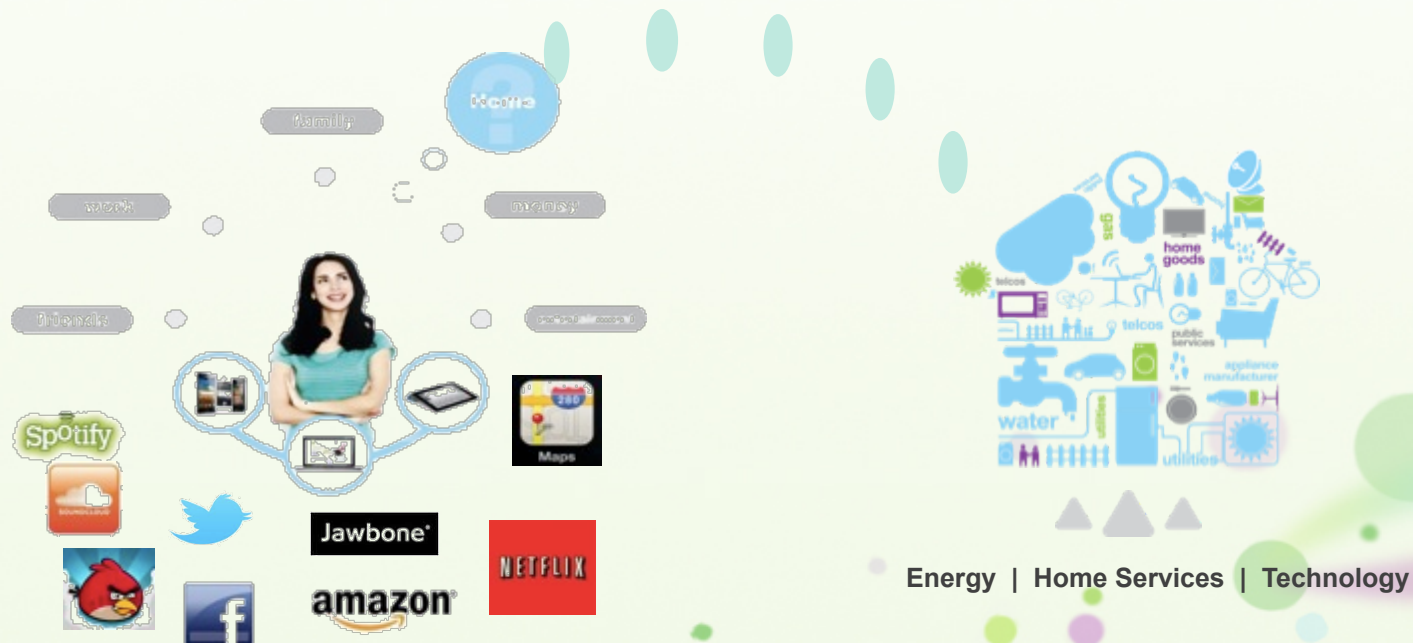 ?
Home
family
work
money
friends
Spotify
SOUNDCLOUD
280
Maps
Jawbone
NETFLIX
f
amazon
gas
home
goods
telcos
telcos
public
services
appliance
manufacturer
water
utilities
utilities
Energy | Home Services | Technology